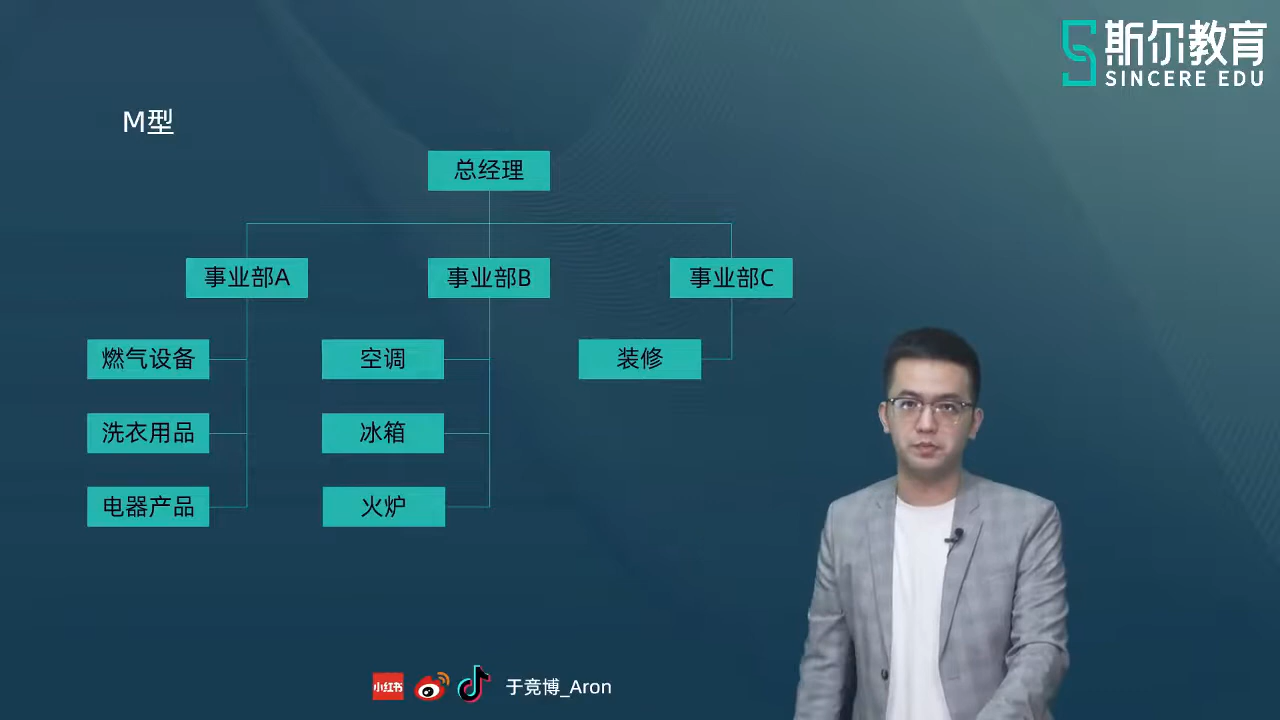 斯尔教育
SINCERE EDU
M型
总经理
事业部A
事业部B
事业部C
燃气设备
空调
装修
洗衣用品
冰箱
电器产品
火炉
小红书
于竞博_Aron